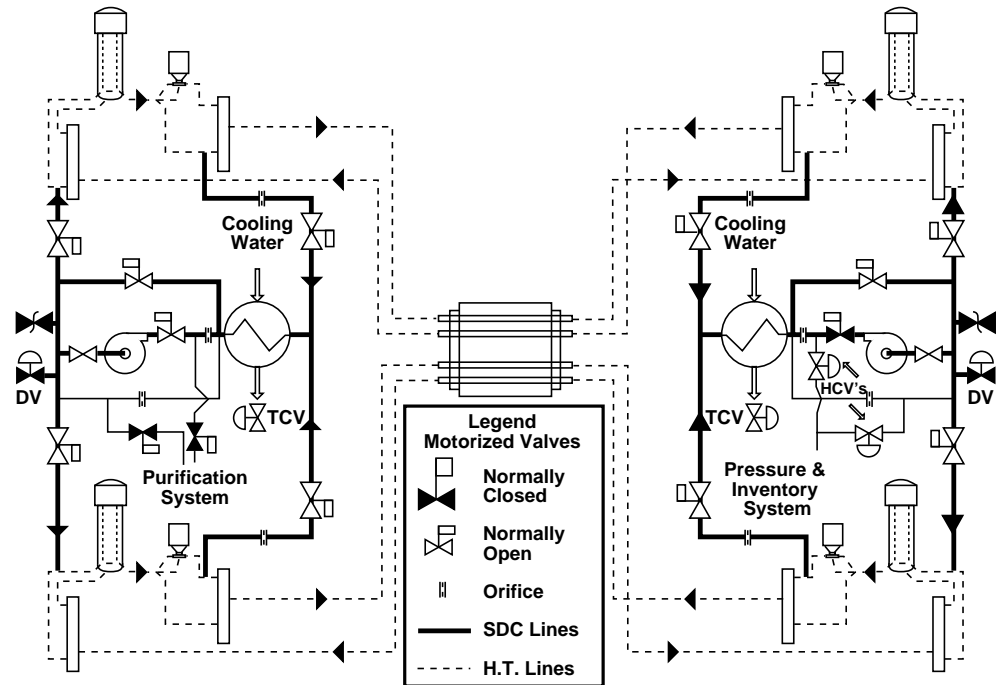 Cooling
Water
Cooling
Water
DV
TCV
HCV's
TCV
DV
Purification
System
Pressure &
Inventory
System
Legend
Motorized Valves
Normally
Closed
Normally
Open
Orifice
SDC Lines
H.T. Lines